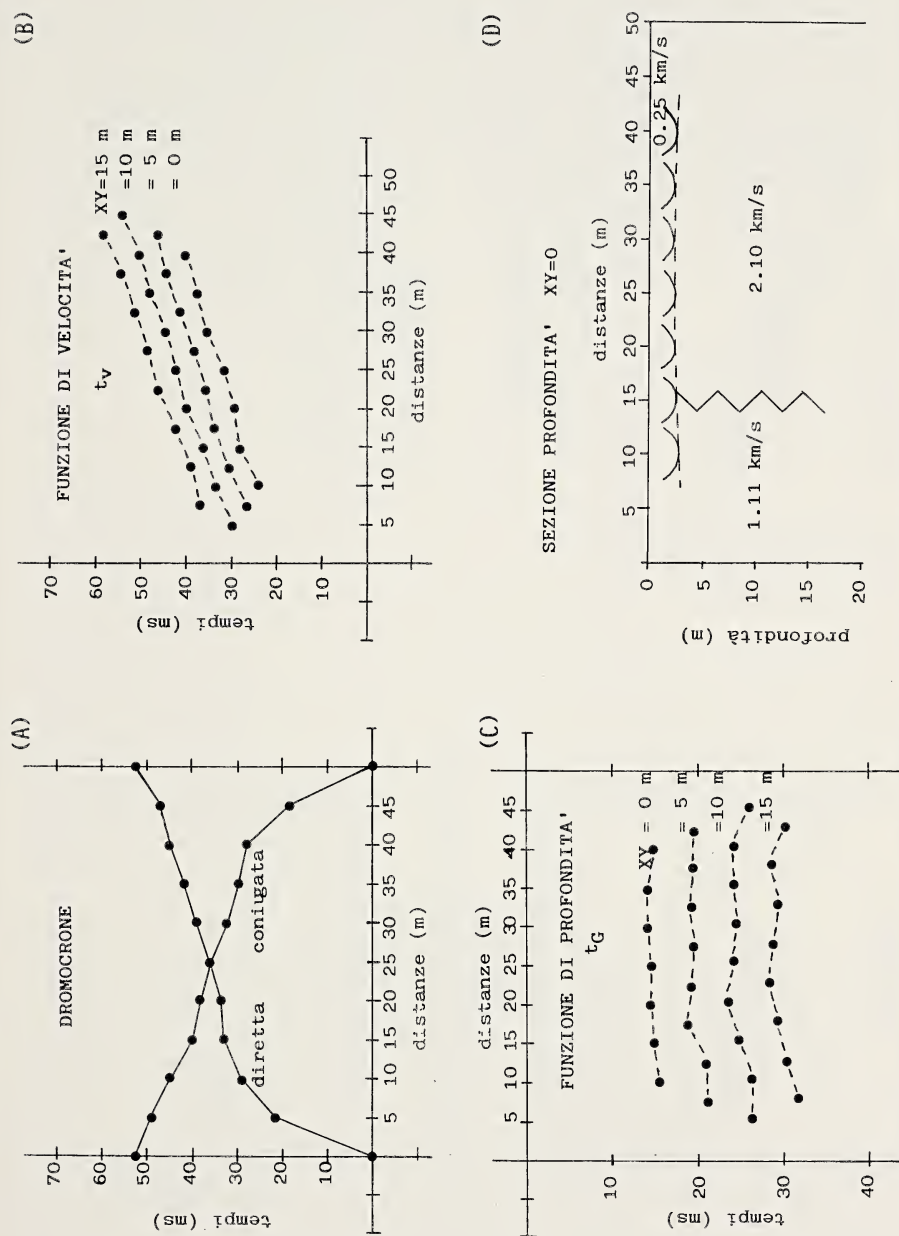 (A)
DROMOCRONE
70
60
50
40
30
20
10
tempi (ms)
diretta
coniugata
5 10 15 20 25 30 35 40 45
distanze (m)
(B)
FUNZIONE DI VELOCITA'
tv
XY=15 m
=10 m
= 5 m
= 0 m
70
60
50
40
30
20
10
tempi (ms)
5 10 15 20 25 30 35 40 45 50
distanze (m)
(C)
distanze (m)
5 10 15 20 25 30 35 40 45
FUNZIONE DI PROFONDITA'
tG
XY = 0 m
= 5 m
=10 m
=15 m
10
20
30
40
tempi (ms)
(D)
SEZIONE PROFONDITA' XY=0
distanze (m)
5 10 15 20 25 30 35 40 45 50
0
5
10
15
20
profondità (m)
0.25 km/s
1.11 km/s
2.10 km/s